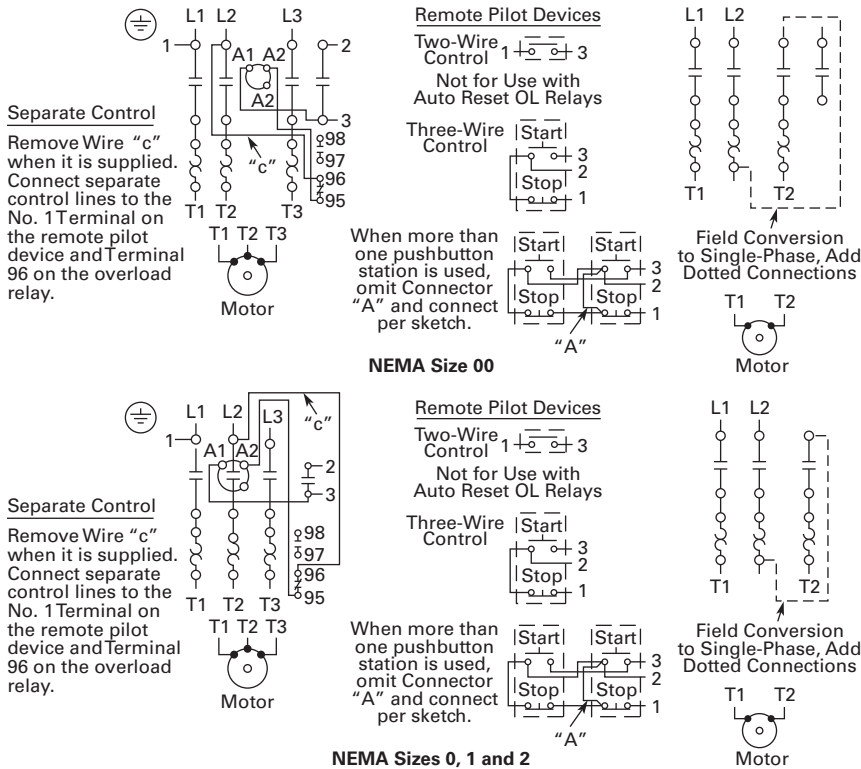 L1 L2 L3
1 2
A1 A2
A2
3
98
97
"c"
96
95
T1 T2 T3
T1 T2 T3
Motor
Separate Control
Remove Wire "c"
when it is supplied.
Connect separate
control lines to the
No. 1 Terminal on
the remote pilot
device and Terminal
96 on the overload
relay.
Remote Pilot Devices
Two-Wire
Control
1 3
Not for Use with
Auto Reset OL Relays
Three-Wire
Control
Start
3
2
Stop
1
When more than
one pushbutton
station is used,
omit Connector
"A" and connect
per sketch.
Start Start
3
2
Stop Stop
1
"A"
L1 L2
T1 T2
Field Conversion
to Single-Phase, Add
Dotted Connections
T1 T2
Motor
NEMA Size 00
L1 L2 L3
"c"
1
A1 A2
2
3
98
97
96
95
T1 T2 T3
T1 T2 T3
Motor
Separate Control
Remove Wire "c"
when it is supplied.
Connect separate
control lines to the
No. 1 Terminal on
the remote pilot
device and Terminal
96 on the overload
relay.
Remote Pilot Devices
Two-Wire
Control
1 3
Not for Use with
Auto Reset OL Relays
Three-Wire
Control
Start
3
2
Stop
1
When more than
one pushbutton
station is used,
omit Connector
"A" and connect
per sketch.
Start Start
3
2
Stop Stop
1
"A"
L1 L2
T1 T2
Field Conversion
to Single-Phase, Add
Dotted Connections
T1 T2
Motor
NEMA Sizes 0, 1 and 2